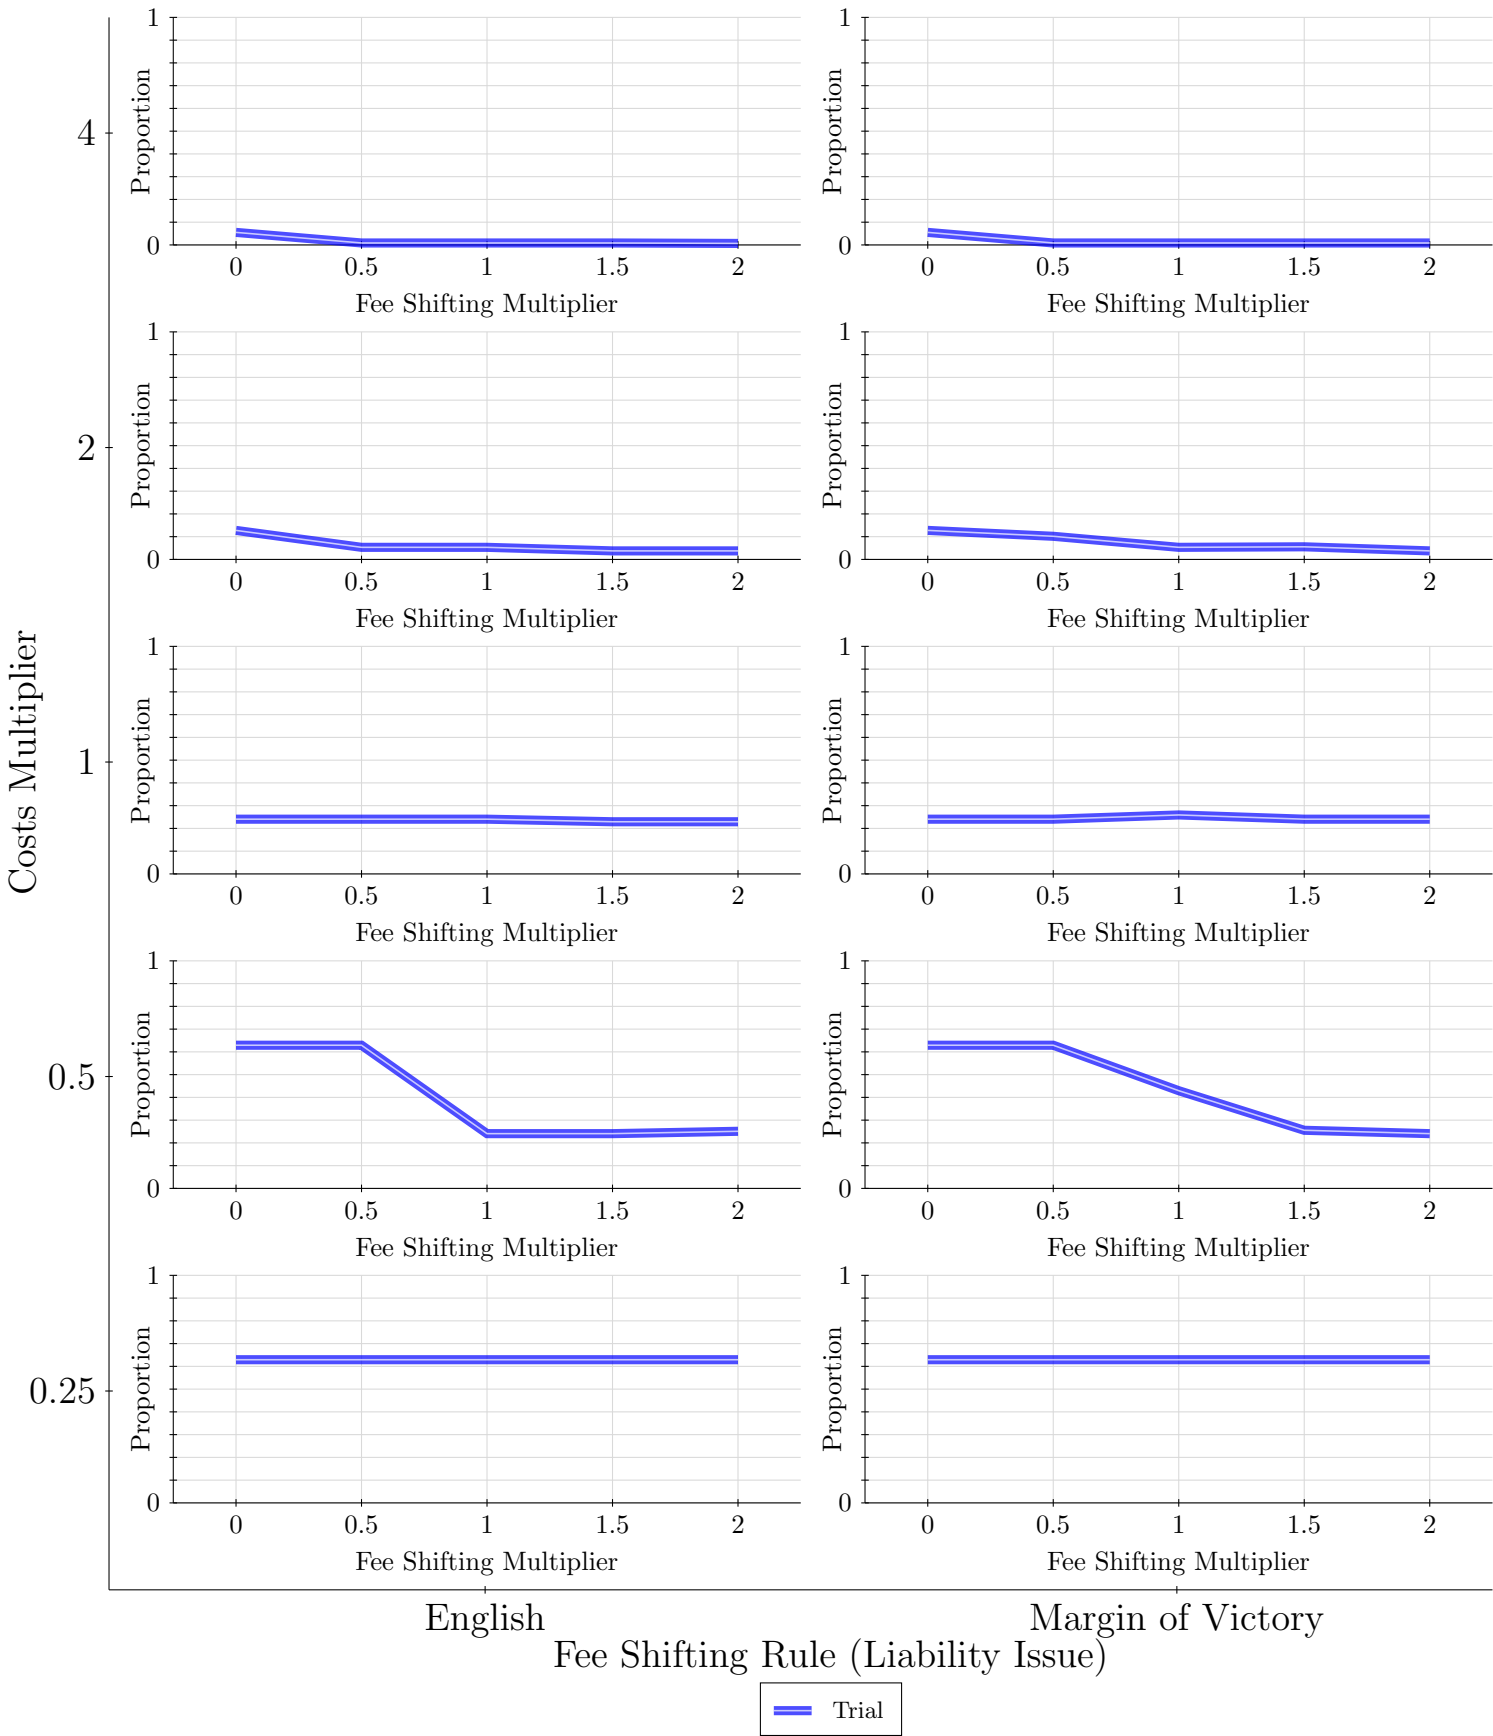 1
1
Proportion
Proportion
4
0
0
0 0.5 1 1.5 2
0 0.5 1 1.5 2
Fee Shifting Multiplier
Fee Shifting Multiplier
1
1
Proportion
Proportion
2
0
0
0 0.5 1 1.5 2
0 0.5 1 1.5 2
Fee Shifting Multiplier
Fee Shifting Multiplier
Costs Multiplier
1
1
Proportion
Proportion
1
0
0
0 0.5 1 1.5 2
0 0.5 1 1.5 2
Fee Shifting Multiplier
Fee Shifting Multiplier
1
1
Proportion
Proportion
0.5
0
0
0 0.5 1 1.5 2
0 0.5 1 1.5 2
Fee Shifting Multiplier
Fee Shifting Multiplier
1
1
Proportion
Proportion
0.25
0
0
0 0.5 1 1.5 2
0 0.5 1 1.5 2
Fee Shifting Multiplier
Fee Shifting Multiplier
English
Margin of Victory
Fee Shifting Rule (Liability Issue)
Trial